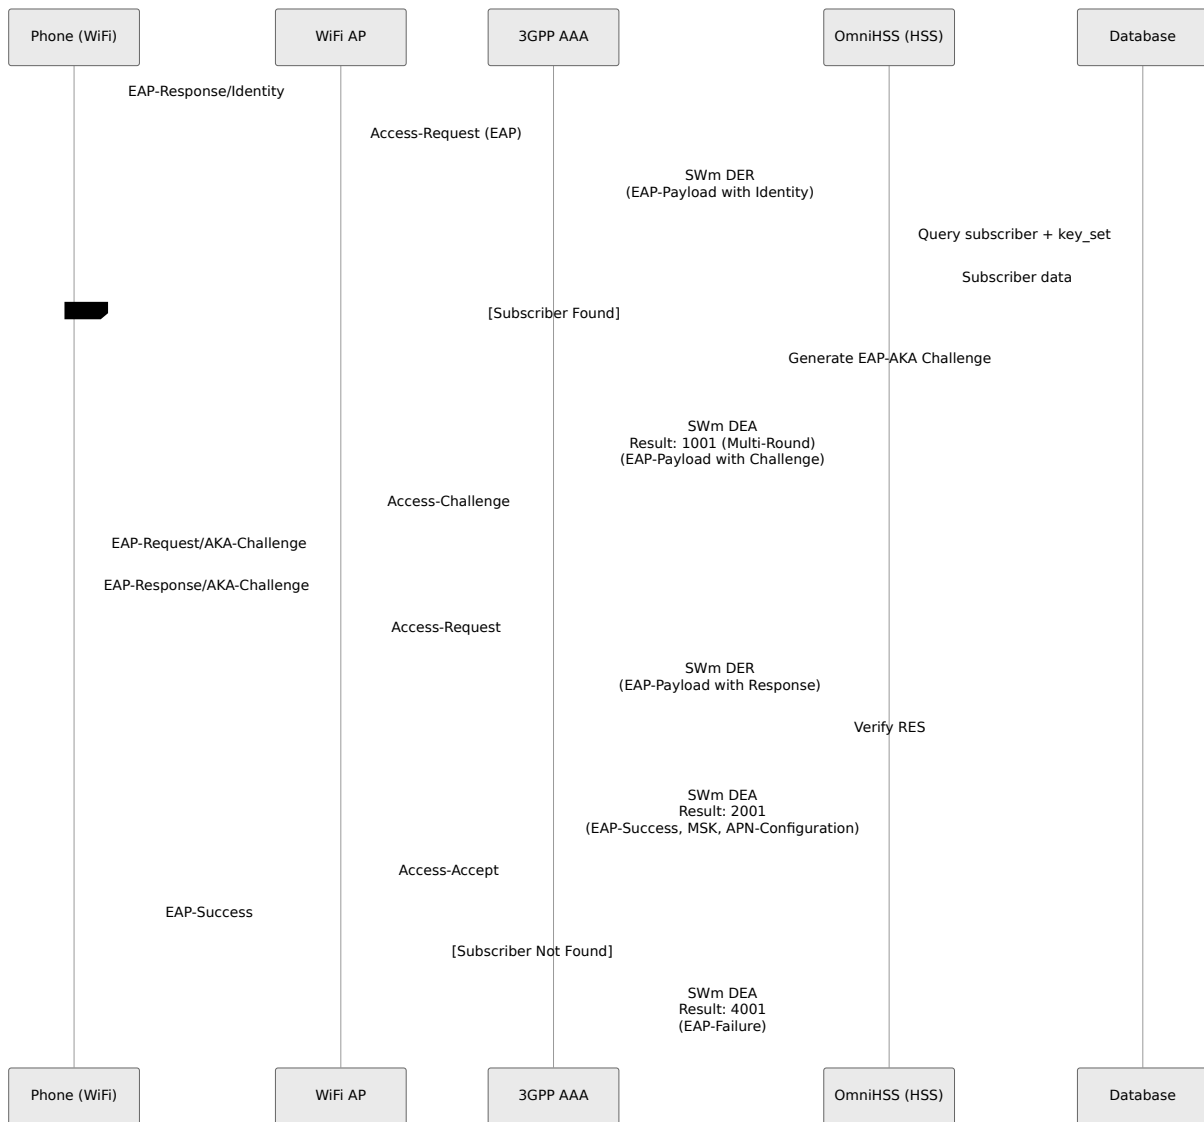 Phone (WiFi)
WiFi AP
3GPP AAA
OmniHSS (HSS)
Database
EAP-Response/Identity
Access-Request (EAP)
SWm DER
(EAP-Payload with Identity)
Query subscriber + key_set
Subscriber data
[Subscriber Found]
Generate EAP-AKA Challenge
SWm DEA
Result: 1001 (Multi-Round)
(EAP-Payload with Challenge)
Access-Challenge
EAP-Request/AKA-Challenge
EAP-Response/AKA-Challenge
Access-Request
SWm DER
(EAP-Payload with Response)
Verify RES
SWm DEA
Result: 2001
(EAP-Success, MSK, APN-Configuration)
Access-Accept
EAP-Success
[Subscriber Not Found]
SWm DEA
Result: 4001
(EAP-Failure)
Phone (WiFi)
WiFi AP
3GPP AAA
OmniHSS (HSS)
Database